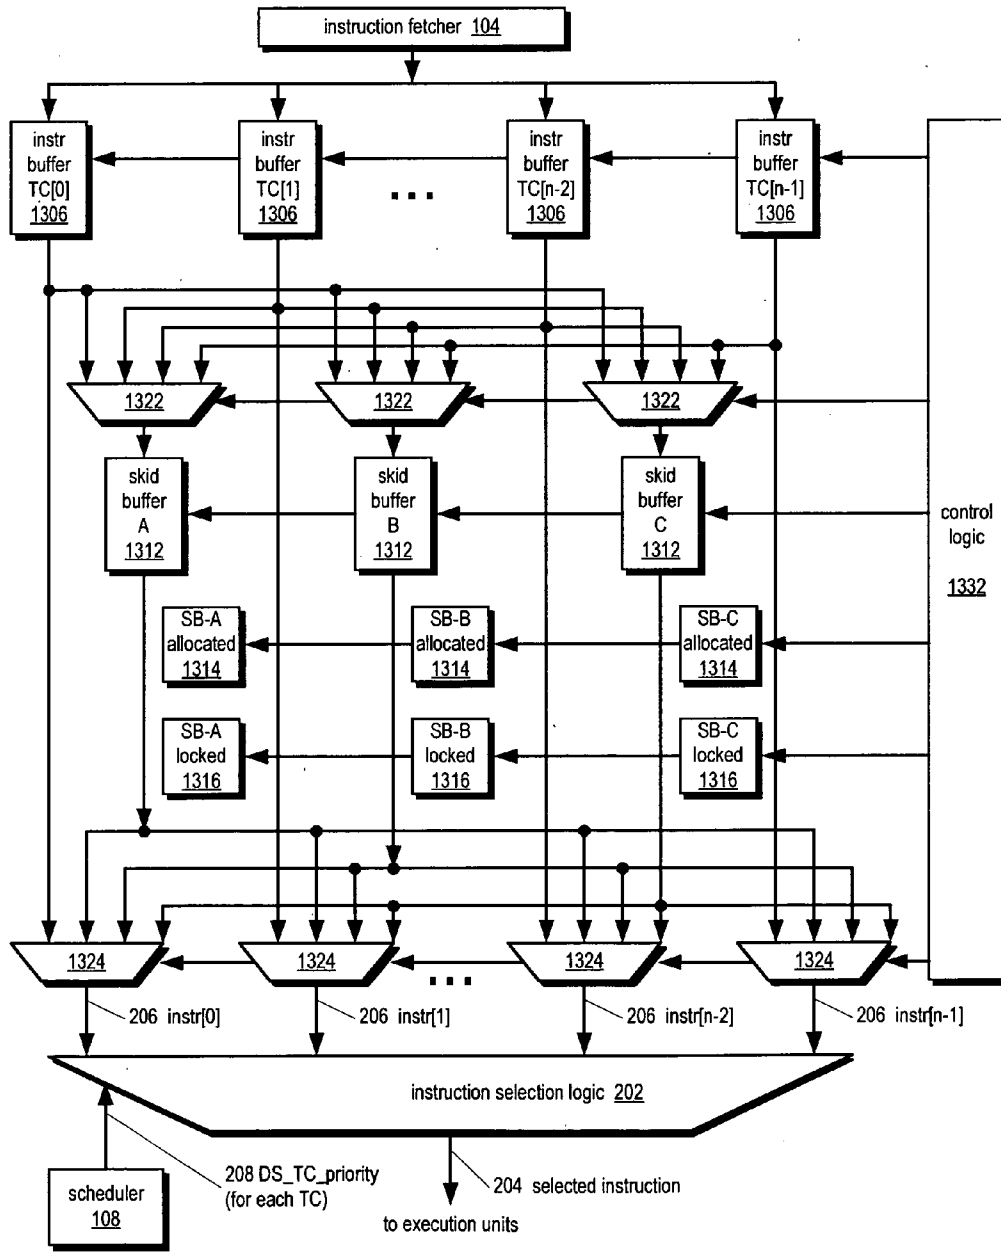 instruction fetcher 104
instr buffer TC[0] 1306
instr buffer TC[1] 1306
instr buffer TC[n-2] 1306
instr buffer TC[n-1] 1306
1322
1322
1322
skid buffer A 1312
skid buffer B 1312
skid buffer C 1312
control logic 1332
SB-A allocated 1314
SB-B allocated 1314
SB-C allocated 1314
SB-A locked 1316
SB-B locked 1316
SB-C locked 1316
1324
1324
1324
1324
206 instr[0]
206 instr[1]
206 instr[n-2]
206 instr[n-1]
instruction selection logic 202
208 DS_TC_priority
(for each TC)
204 selected instruction
scheduler 108
to execution units